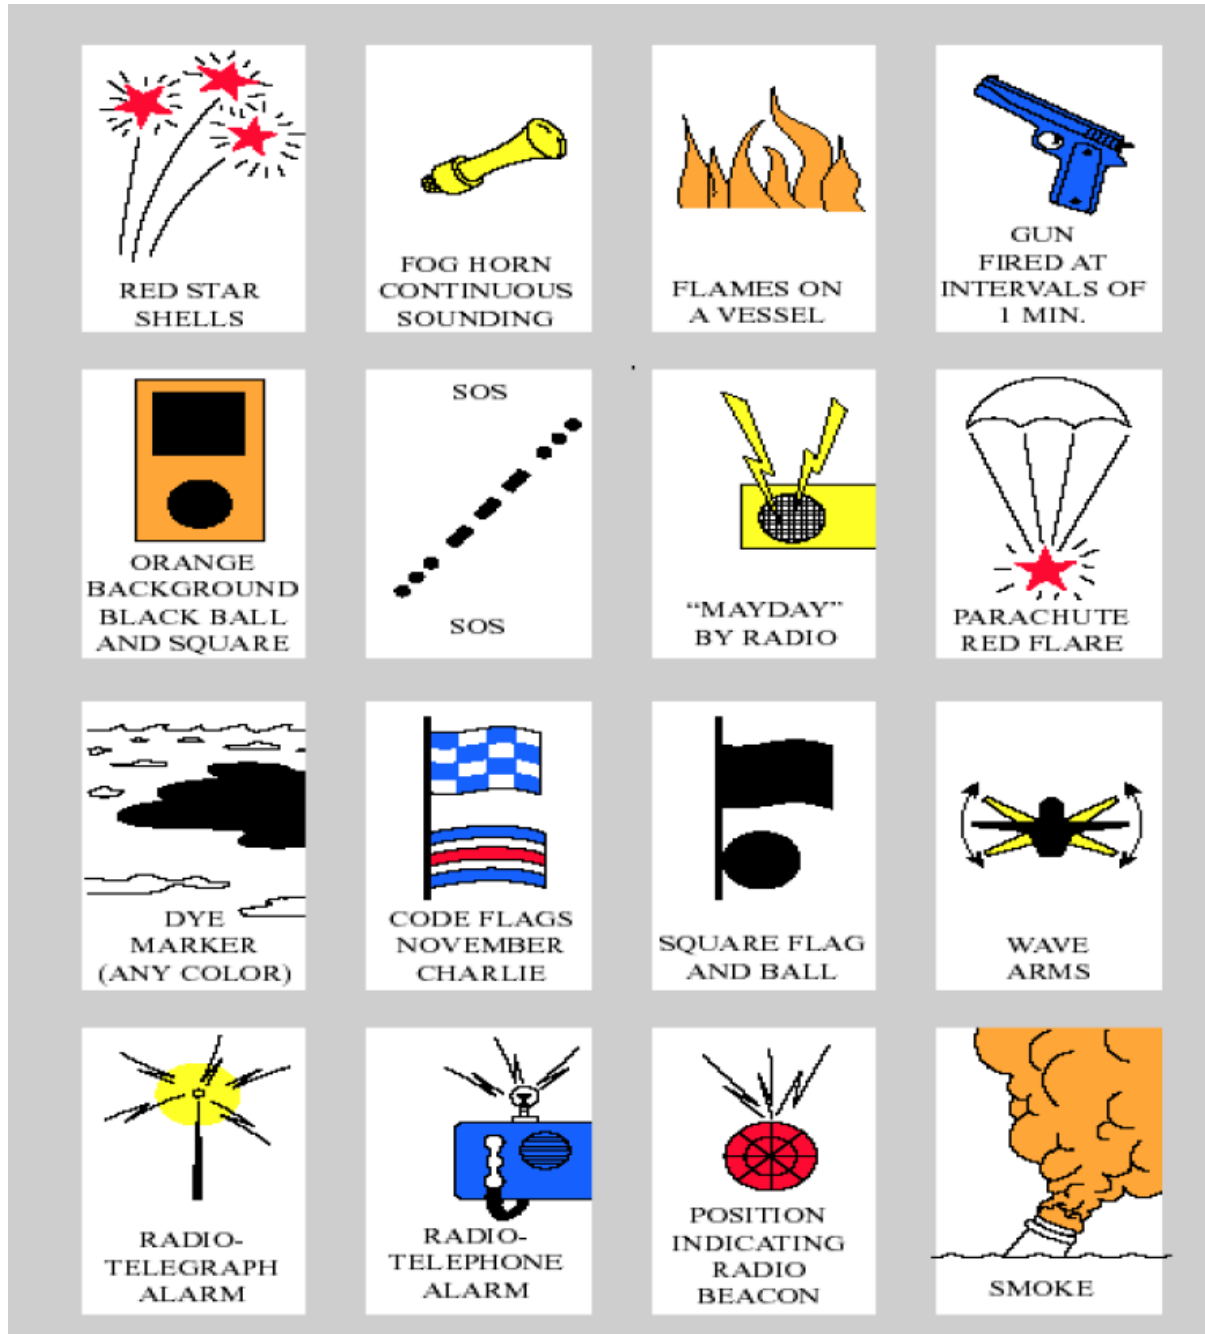 RED STAR
SHELLS
FOG HORN
CONTINUOUS
SOUNDING
FLAMES ON
A VESSEL
GUN
FIRED AT
INTERVALS OF
1 MIN.
ORANGE
BACKGROUND
BLACK BALL
AND SQUARE
SOS
SOS
“MAYDAY”
BY RADIO
PARACHUTE
RED FLARE
DYE
MARKER
(ANY COLOR)
CODE FLAGS
NOVEMBER
CHARLIE
SQUARE FLAG
AND BALL
WAVE
ARMS
RADIO-
TELEGRAPH
ALARM
RADIO-
TELEPHONE
ALARM
POSITION
INDICATING
RADIO
BEACON
SMOKE